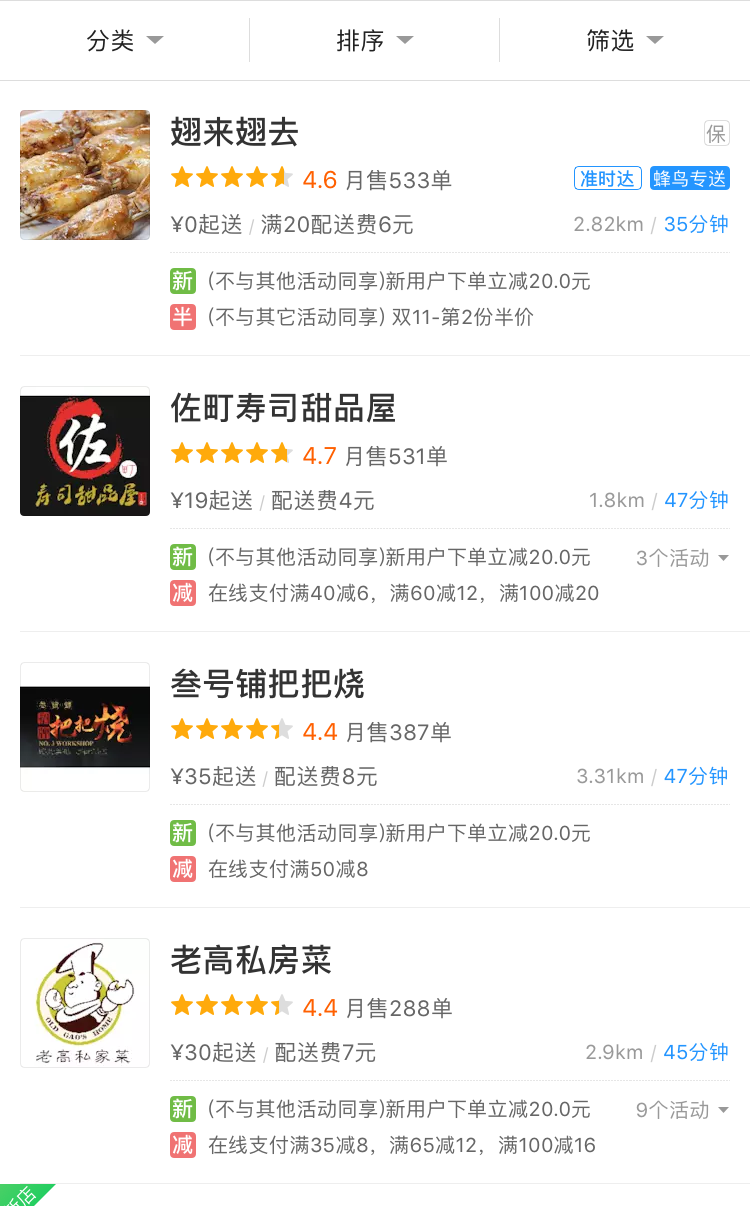 分类
排序
筛选
翅来翅去
保
4.6 月售533单
准时达 蜂鸟专送
¥0起送 / 满20配送费6元
2.82km / 35分钟
新 (不与其他活动同享)新用户下单立减20.0元
半 (不与其它活动同享) 双11-第2份半价
佐
町
寿司甜品屋
佐町寿司甜品屋
4.7 月售531单
¥19起送 / 配送费4元
1.8km / 47分钟
新 (不与其他活动同享)新用户下单立减20.0元
3个活动
减 在线支付满40减6，满60减12，满100减20
把把烧
NO.3 WORKSHOP
叁号铺把把烧
4.4 月售387单
¥35起送 / 配送费8元
3.31km / 47分钟
新 (不与其他活动同享)新用户下单立减20.0元
减 在线支付满50减8
OLD GAO'S HOME
老高私家菜
老高私房菜
4.4 月售288单
¥30起送 / 配送费7元
2.9km / 45分钟
新 (不与其他活动同享)新用户下单立减20.0元
9个活动
减 在线支付满35减8，满65减12，满100减16
新店